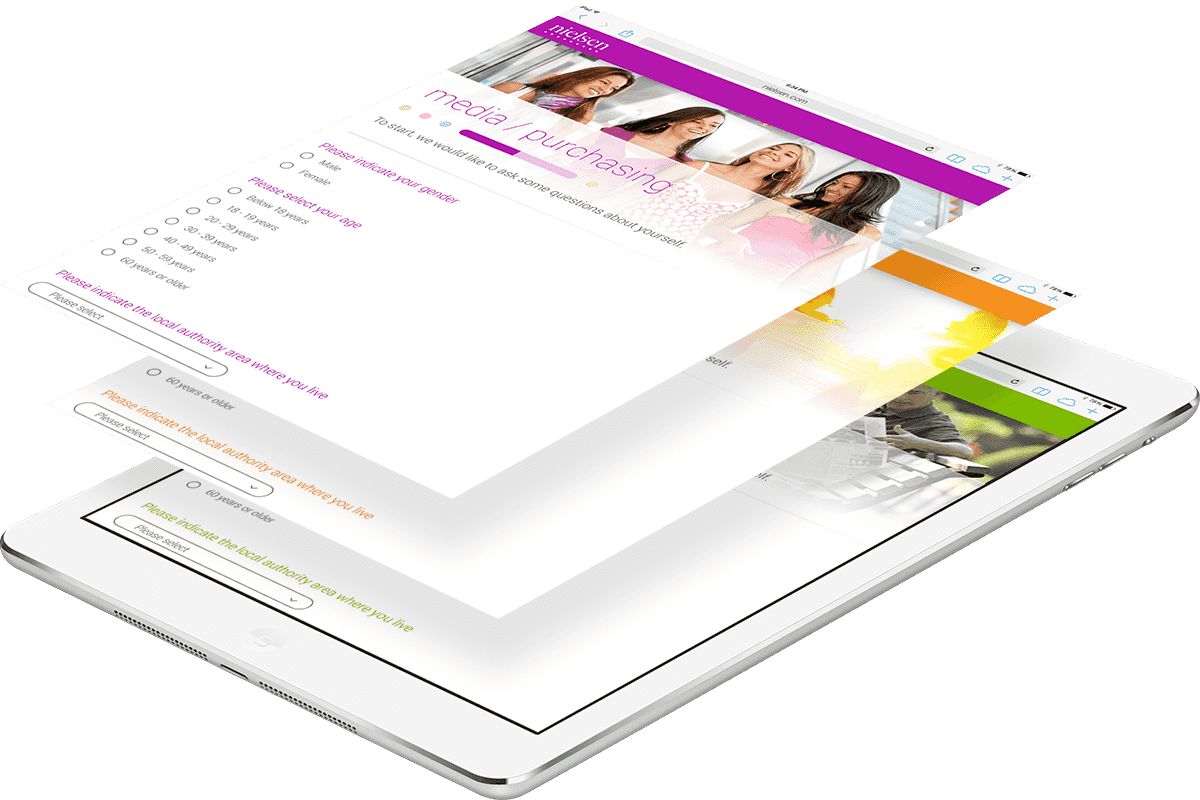 iPad
6:24 PM
78%
nielsen.com
nielsen
media / purchasing
To start, we would like to ask some questions about yourself.
Please indicate your gender
Male
Female
Please select your age
Below 18 years
18 - 19 years
20 - 29 years
30 - 39 years
40 - 49 years
50 - 59 years
60 years or older
Please indicate the local authority area where you live
Please select
78%
self.
60 years or older
Please indicate the local authority area where you live
Please select
78%
elf.
60 years or older
Please indicate the local authority area where you live
Please select